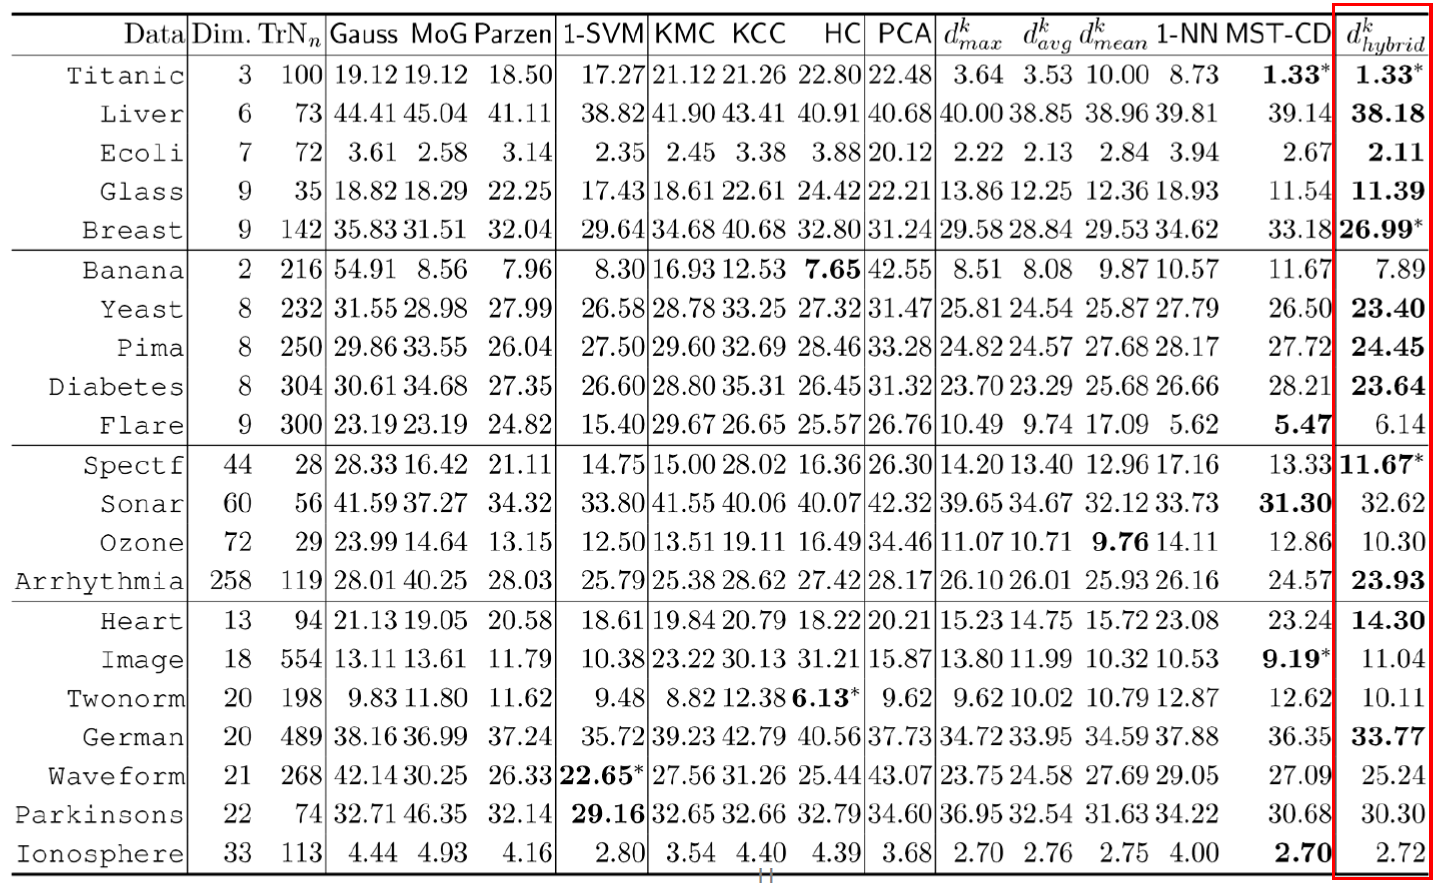 Data Dim. TrN_n Gauss MoG Parzen 1-SVM KMC KCC HC PCA d^k_max d^k_avg d^k_mean 1-NN MST-CD d^k_hybrid
Titanic 3 100 19.12 19.12 18.50 17.27 21.12 21.26 22.80 22.48 3.64 3.53 10.00 8.73 1.33* 1.33*
Liver 6 73 44.41 45.04 41.11 38.82 41.90 43.41 40.91 40.68 40.00 38.85 38.96 39.81 39.14 38.18
Ecoli 7 72 3.61 2.58 3.14 2.35 2.45 3.38 3.88 20.12 2.22 2.13 2.84 3.94 2.67 2.11
Glass 9 35 18.82 18.29 22.25 17.43 18.61 22.61 24.42 22.21 13.86 12.25 12.36 18.93 11.54 11.39
Breast 9 142 35.83 31.51 32.04 29.64 34.68 40.68 32.80 31.24 29.58 28.84 29.53 34.62 33.18 26.99*
Banana 2 216 54.91 8.56 7.96 8.30 16.93 12.53 7.65 42.55 8.51 8.08 9.87 10.57 11.67 7.89
Yeast 8 232 31.55 28.98 27.99 26.58 28.78 33.25 27.32 31.47 25.81 24.54 25.87 27.79 26.50 23.40
Pima 8 250 29.86 33.55 26.04 27.50 29.60 32.69 28.46 33.28 24.82 24.57 27.68 28.17 27.72 24.45
Diabetes 8 304 30.61 34.68 27.35 26.60 28.80 35.31 26.45 31.32 23.70 23.29 25.68 26.66 28.21 23.64
Flare 9 300 23.19 23.19 24.82 15.40 29.67 26.65 25.57 26.76 10.49 9.74 17.09 5.62 5.47 6.14
Spectf 44 28 28.33 16.42 21.11 14.75 15.00 28.02 16.36 26.30 14.20 13.40 12.96 17.16 13.33 11.67*
Sonar 60 56 41.59 37.27 34.32 33.80 41.55 40.06 40.07 42.32 39.65 34.67 32.12 33.73 31.30 32.62
Ozone 72 29 23.99 14.64 13.15 12.50 13.51 19.11 16.49 34.46 11.07 10.71 9.76 14.11 12.86 10.30
Arrhythmia 258 119 28.01 40.25 28.03 25.79 25.38 28.62 27.42 28.17 26.10 26.01 25.93 26.16 24.57 23.93
Heart 13 94 21.13 19.05 20.58 18.61 19.84 20.79 18.22 20.21 15.23 14.75 15.72 23.08 23.24 14.30
Image 18 554 13.11 13.61 11.79 10.38 23.22 30.13 31.21 15.87 13.80 11.99 10.32 10.53 9.19* 11.04
Twonorm 20 198 9.83 11.80 11.62 9.48 8.82 12.38 6.13* 9.62 9.62 10.02 10.79 12.87 12.62 10.11
German 20 489 38.16 36.99 37.24 35.72 39.23 42.79 40.56 37.73 34.72 33.95 34.59 37.88 36.35 33.77
Waveform 21 268 42.14 30.25 26.33 22.65* 27.56 31.26 25.44 43.07 23.75 24.58 27.69 29.05 27.09 25.24
Parkinsons 22 74 32.71 46.35 32.14 29.16 32.65 32.66 32.79 34.60 36.95 32.54 31.63 34.22 30.68 30.30
Ionosphere 33 113 4.44 4.93 4.16 2.80 3.54 4.40 4.39 3.68 2.70 2.76 2.75 4.00 2.70 2.72